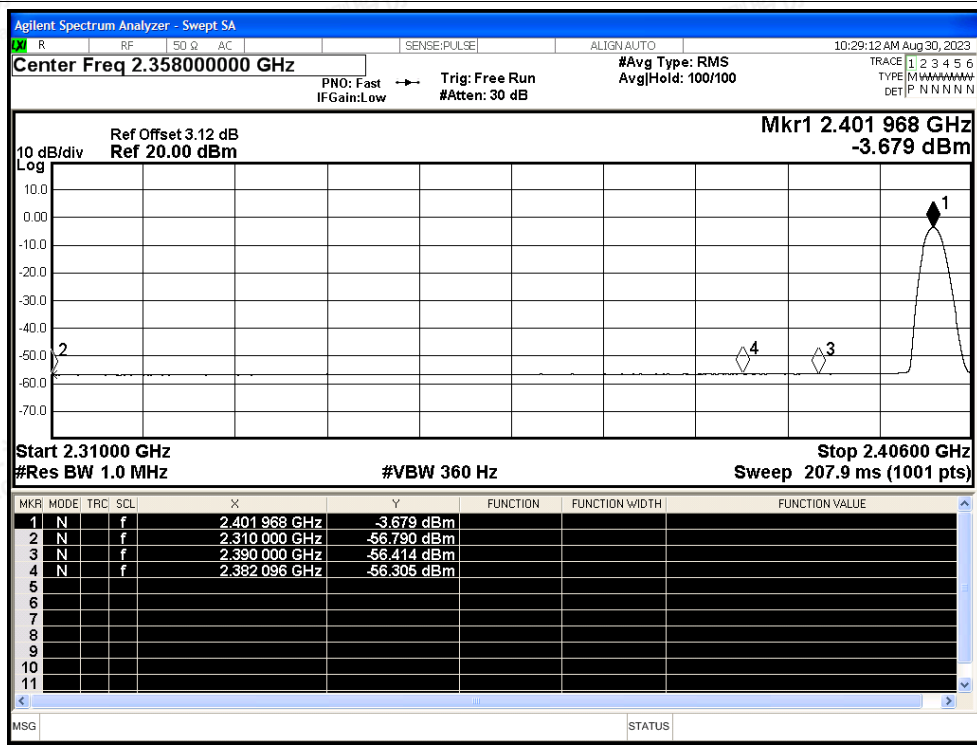 Agilent Spectrum Analyzer - Swept SA
LXI R RF 50 Ω AC SENSE:PULSE ALIGN AUTO 10:29:12 AM Aug 30, 2023
Center Freq 2.358000000 GHz
PNO: Fast
IFGain:Low
Trig: Free Run
#Atten: 30 dB
#Avg Type: RMS
Avg|Hold: 100/100
TRACE 1 2 3 4 5 6
TYPE M
DET P N N N N N
Mkr1 2.401 968 GHz
-3.679 dBm
Ref Offset 3.12 dB
10 dB/div Ref 20.00 dBm
Log
10.0
0.00
-10.0
-20.0
-30.0
-40.0
-50.0
-60.0
-70.0
1
2
4
3
Start 2.31000 GHz Stop 2.40600 GHz
#Res BW 1.0 MHz #VBW 360 Hz Sweep 207.9 ms (1001 pts)
MKR MODE TRC SCL X Y FUNCTION FUNCTION WIDTH FUNCTION VALUE
1 N f 2.401 968 GHz -3.679 dBm
2 N f 2.310 000 GHz -56.790 dBm
3 N f 2.390 000 GHz -56.414 dBm
4 N f 2.382 096 GHz -56.305 dBm
5
6
7
8
9
10
11
MSG STATUS